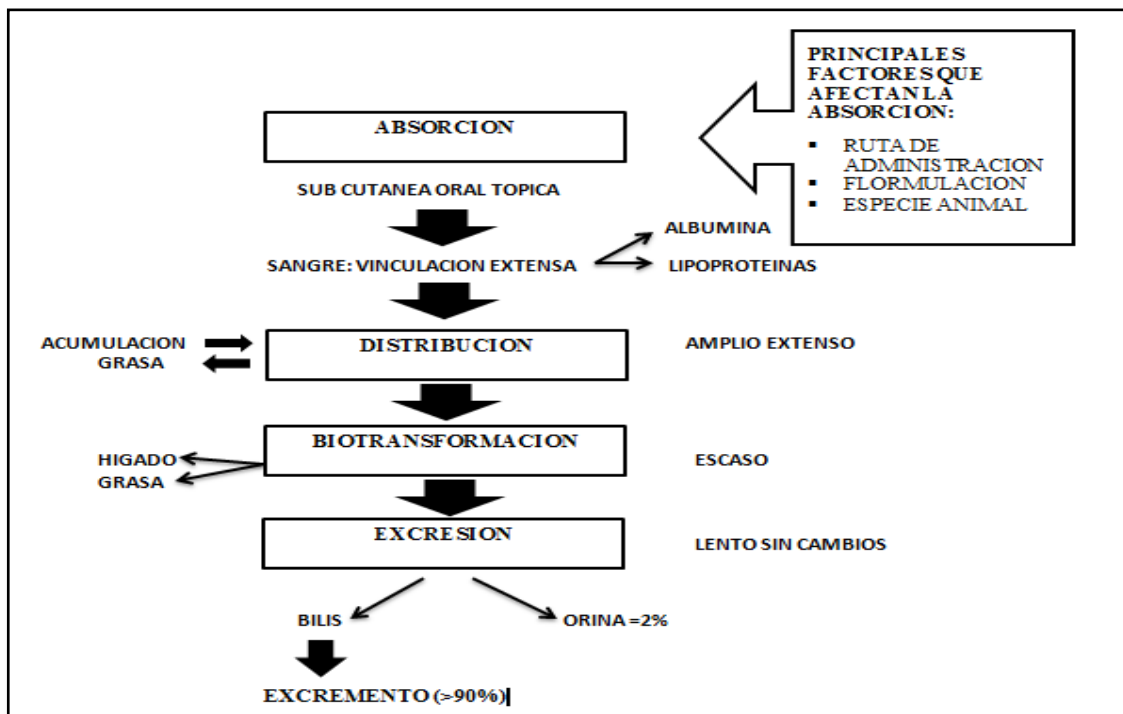 PRINCIPALES
FACTORES QUE
AFECTAN LA
ABSORCION:
▪ RUTA DE
ADMINISTRACION
▪ FLORMULACION
▪ ESPECIE ANIMAL
ABSORCION
SUB CUTANEA ORAL TOPICA
ALBUMINA
SANGRE: VINCULACION EXTENSA
LIPOPROTEINAS
ACUMULACION
GRASA
DISTRIBUCION
AMPLIO EXTENSO
BIOTRANSFORMACION
HIGADO
GRASA
ESCASO
EXCRESION
LENTO SIN CAMBIOS
BILIS
ORINA =2%
EXCREMENTO (>90%)